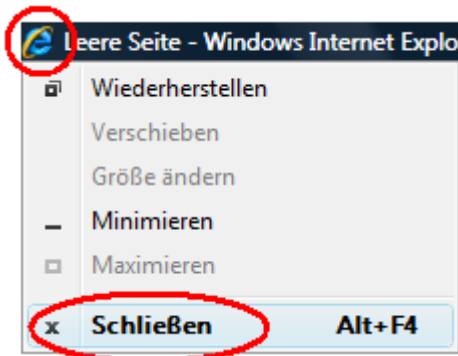 Leere Seite - Windows Internet Explo
Wiederherstellen
Verschieben
Größe ändern
Minimieren
Maximieren
Schließen Alt+F4